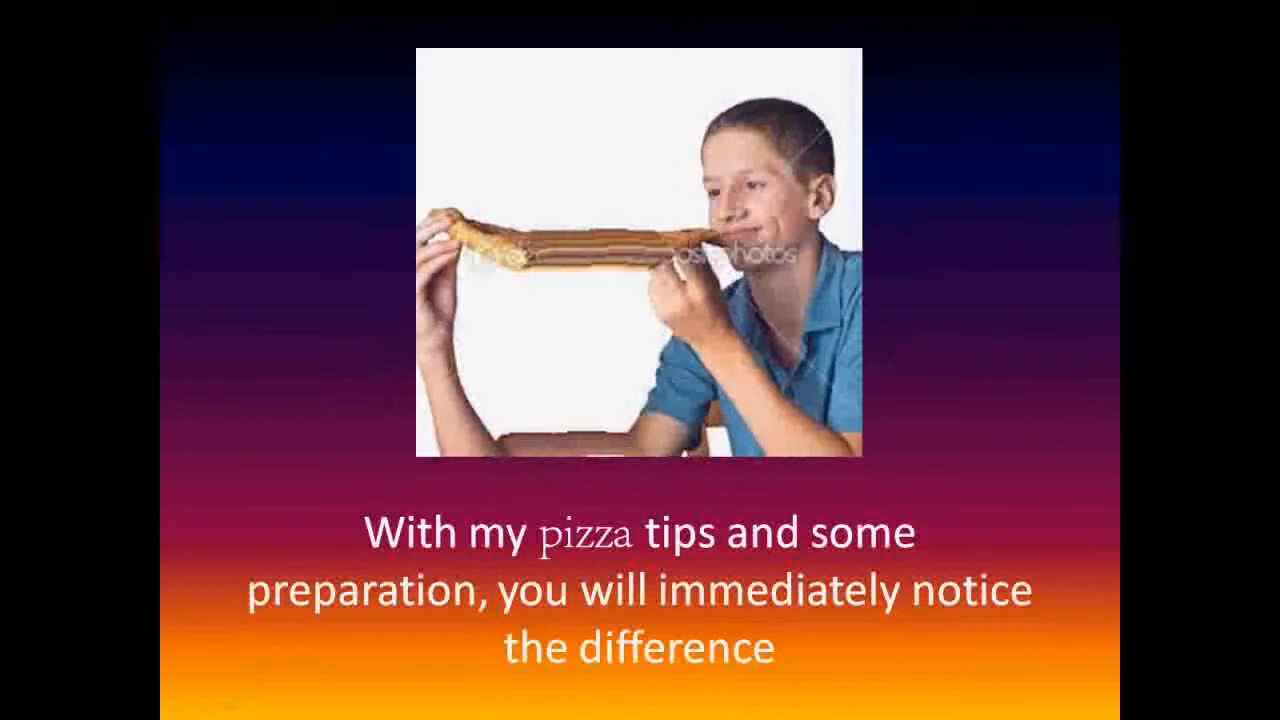 With my pizza tips and some
preparation, you will immediately notice
the difference